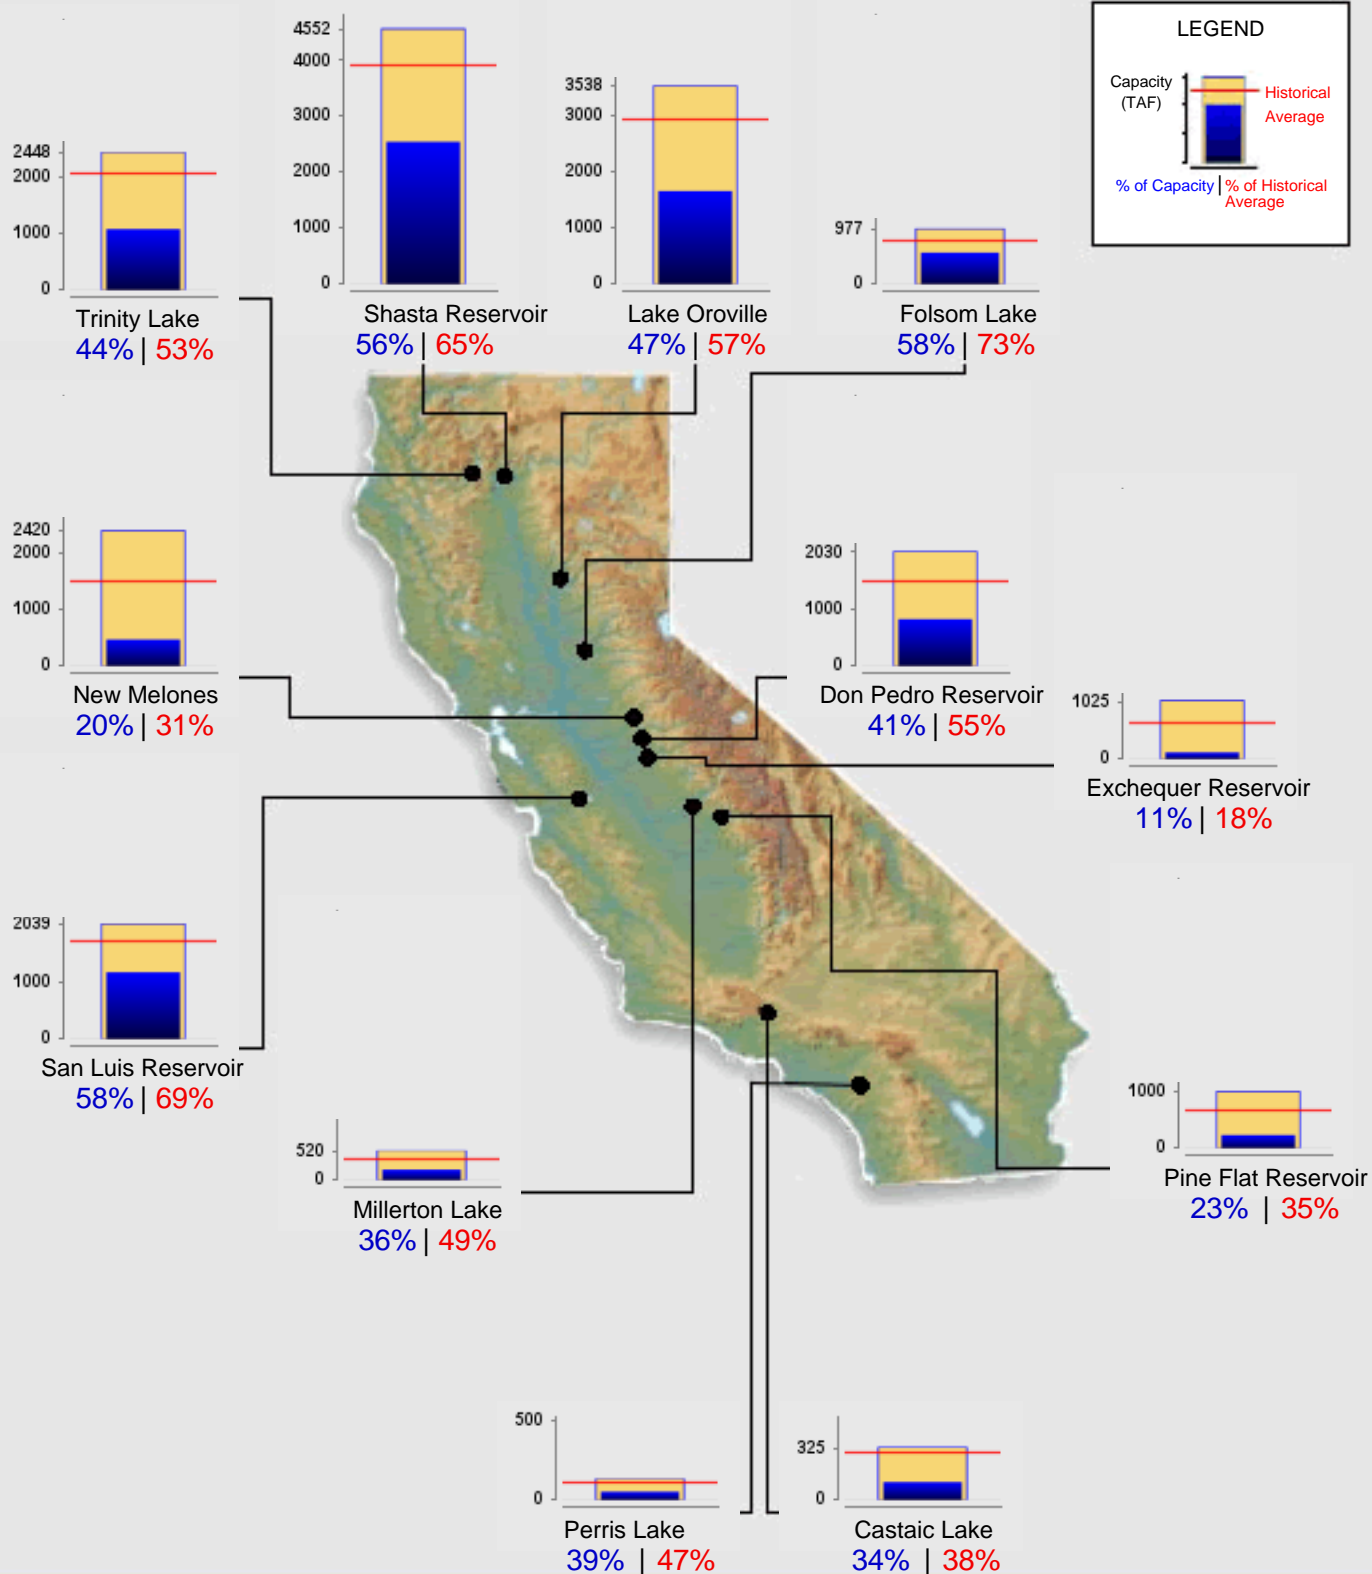 4552
4000
3000
2000
1000
0
Shasta Reservoir
56% | 65%
3538
3000
2000
1000
0
Lake Oroville
47% | 57%
LEGEND
Capacity
(TAF)
Historical
Average
% of Capacity | % of Historical
Average
2448
2000
1000
0
Trinity Lake
44% | 53%
977
0
Folsom Lake
58% | 73%
2420
2000
1000
0
New Melones
20% | 31%
2030
1000
0
Don Pedro Reservoir
41% | 55%
1025
0
Exchequer Reservoir
11% | 18%
2039
1000
0
San Luis Reservoir
58% | 69%
520
0
Millerton Lake
36% | 49%
1000
0
Pine Flat Reservoir
23% | 35%
500
0
Perris Lake
39% | 47%
325
0
Castaic Lake
34% | 38%